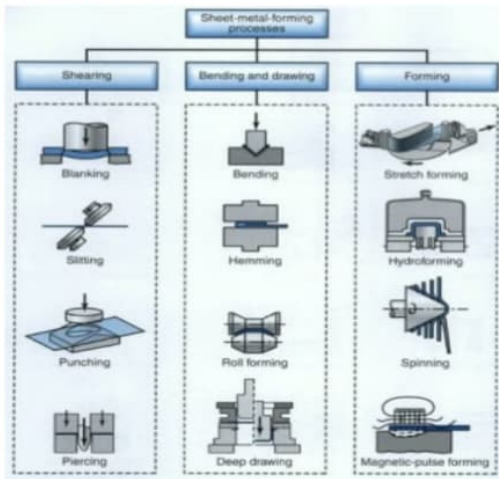 Sheet-metal-forming
processes
Shearing
Bending and drawing
Forming
Blanking
Slitting
Punching
Piercing
Bending
Hemming
Roll forming
Deep drawing
Stretch forming
Hydroforming
Spinning
Magnetic-pulse forming